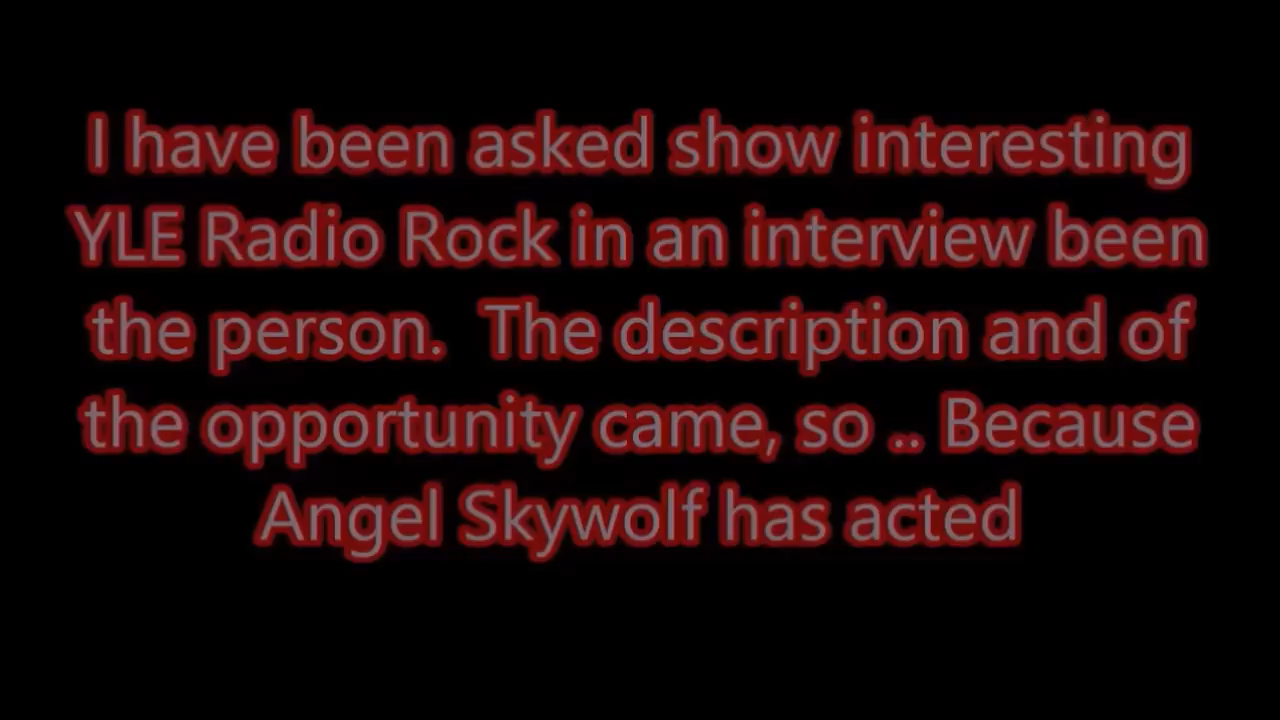 I have been asked show interesting
YLE Radio Rock in an interview been
the person.  The description and of
the opportunity came, so .. Because
Angel Skywolf has acted